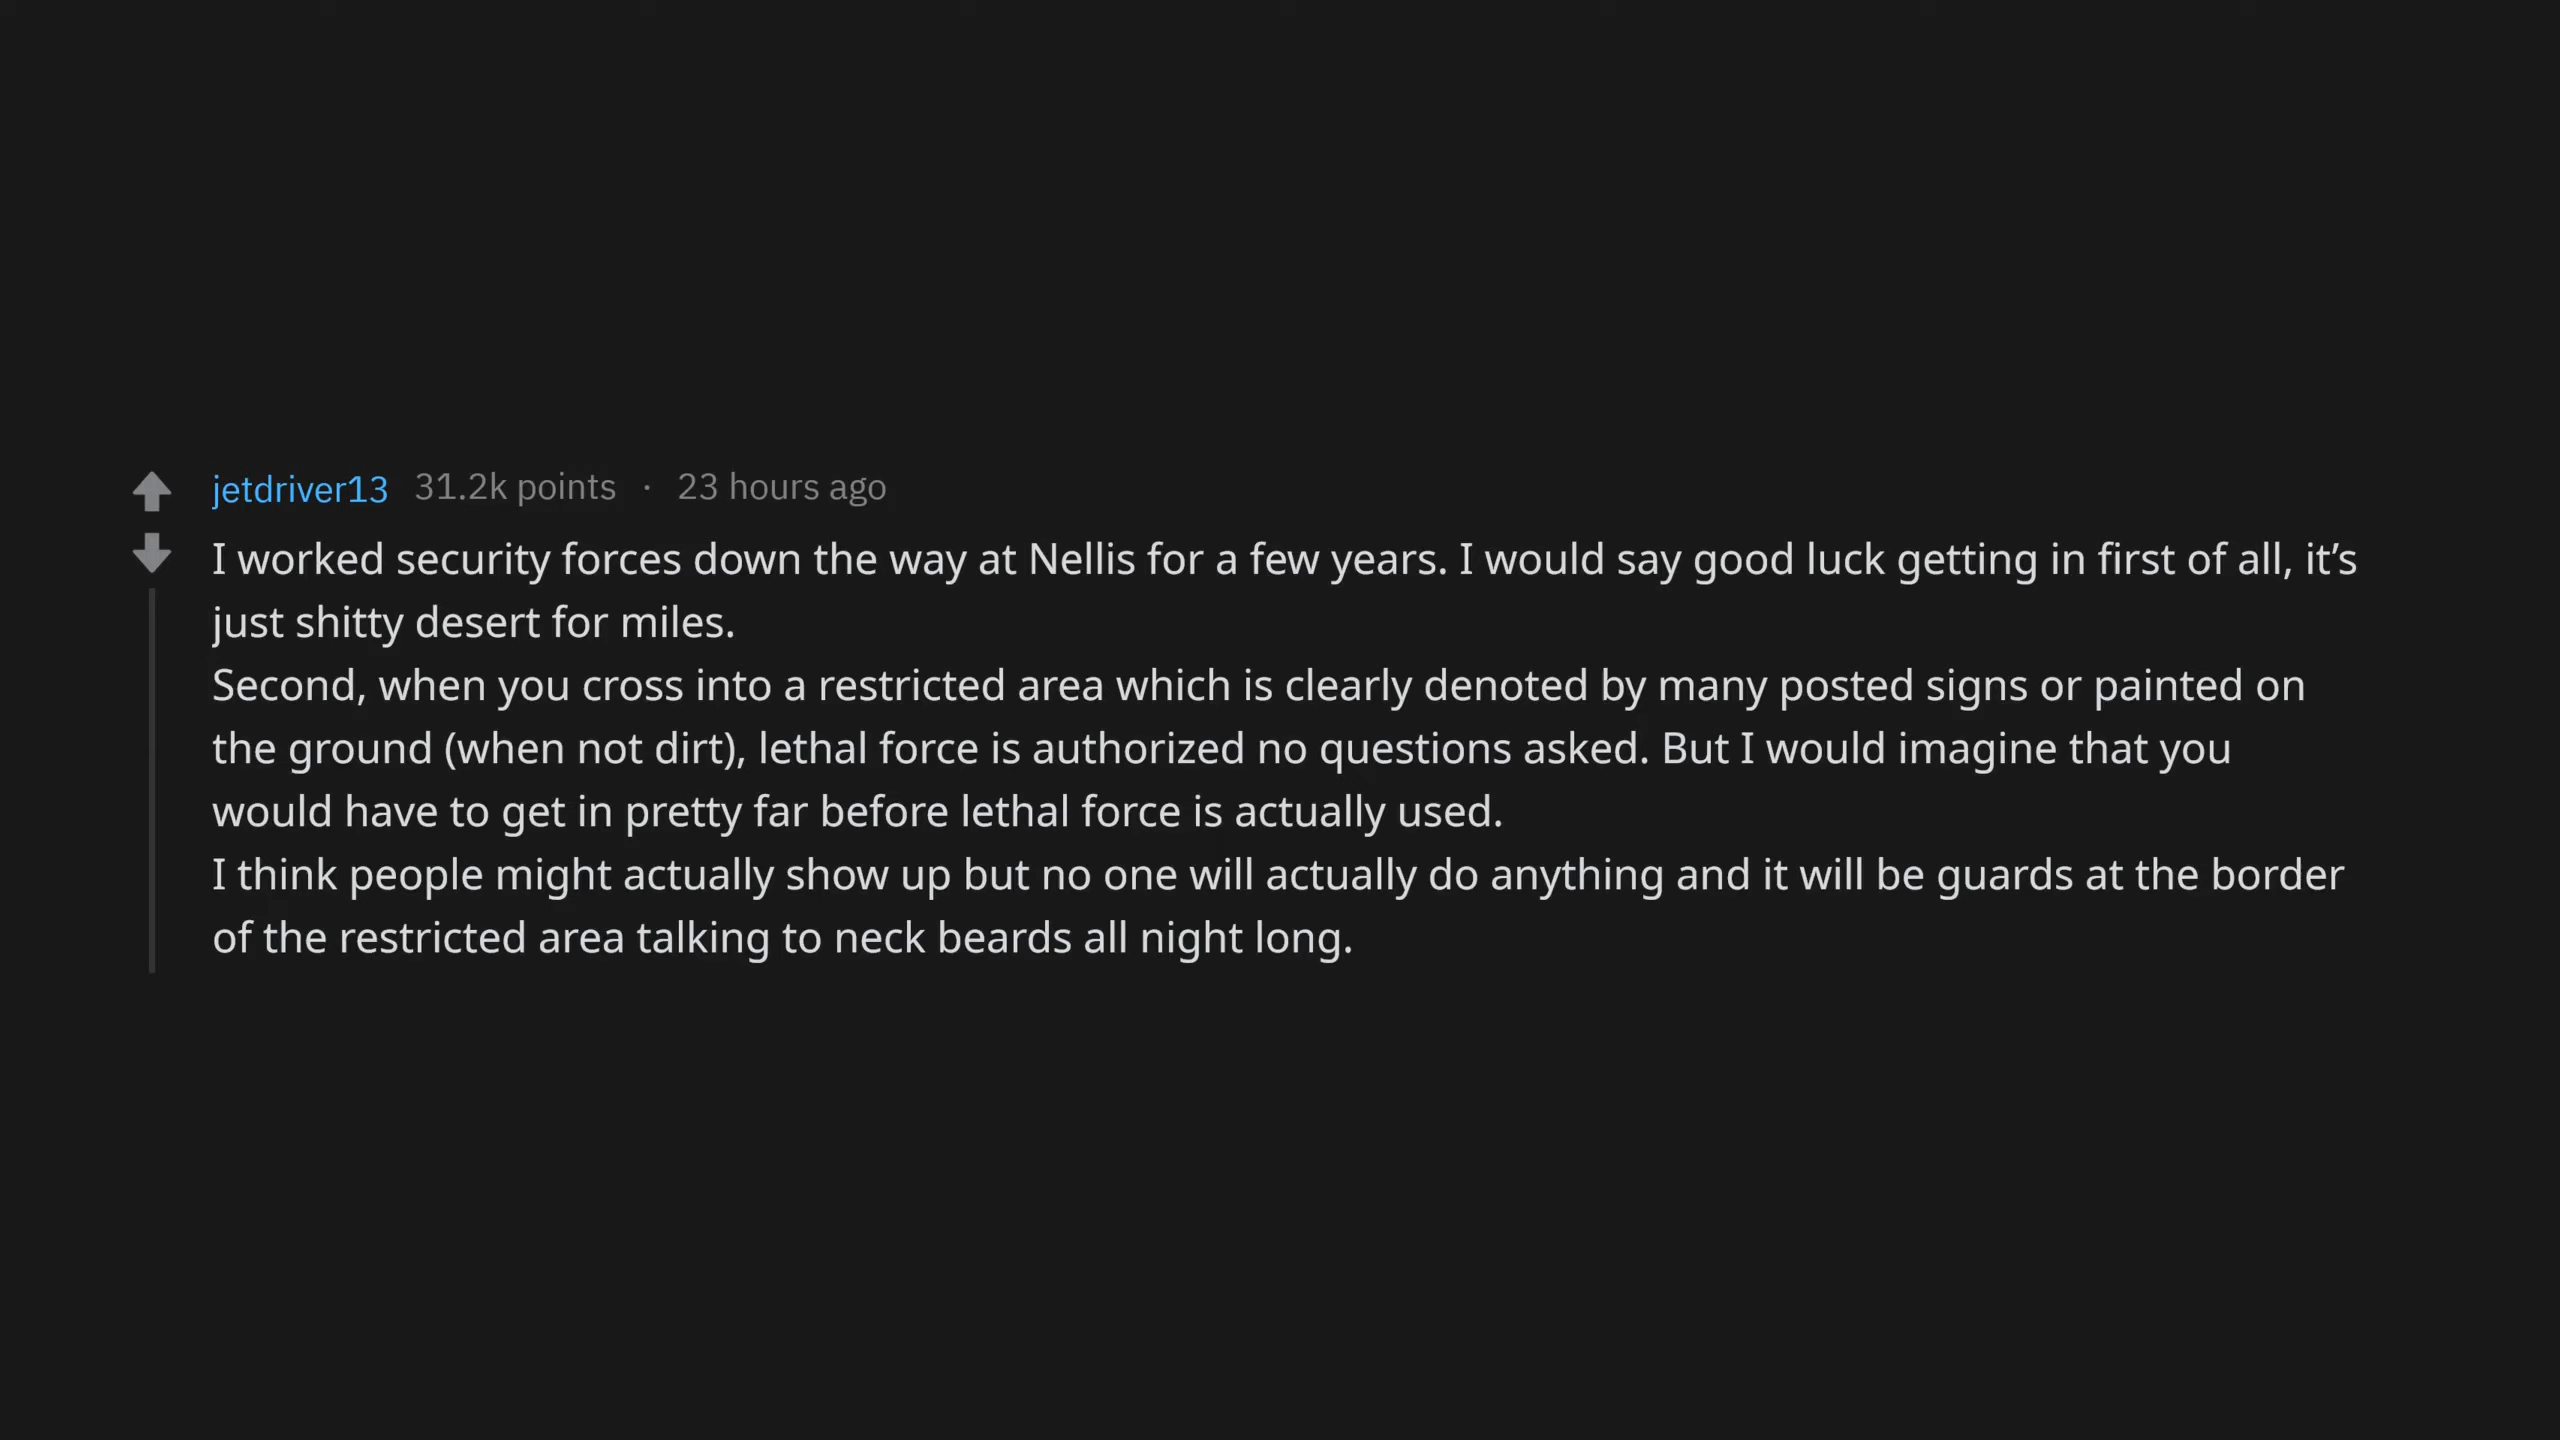 jetdriver13 31.2k points · 23 hours ago
I worked security forces down the way at Nellis for a few years. I would say good luck getting in first of all, it’s
just shitty desert for miles.
Second, when you cross into a restricted area which is clearly denoted by many posted signs or painted on
the ground (when not dirt), lethal force is authorized no questions asked. But I would imagine that you
would have to get in pretty far before lethal force is actually used.
I think people might actually show up but no one will actually do anything and it will be guards at the border
of the restricted area talking to neck beards all night long.